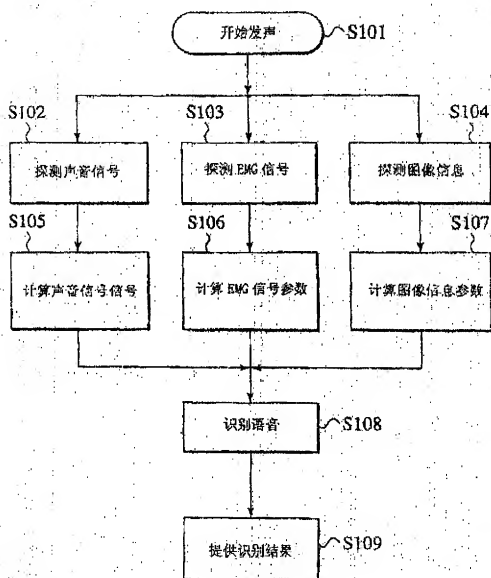 开始发声
S101
S102
S103
S104
探测声音信号
探测EMG信号
探测图像信息
S105
S106
S107
计算声音信号信号
计算EMG信号参数
计算图像信息参数
识别语音
S108
提供识别结果
S109